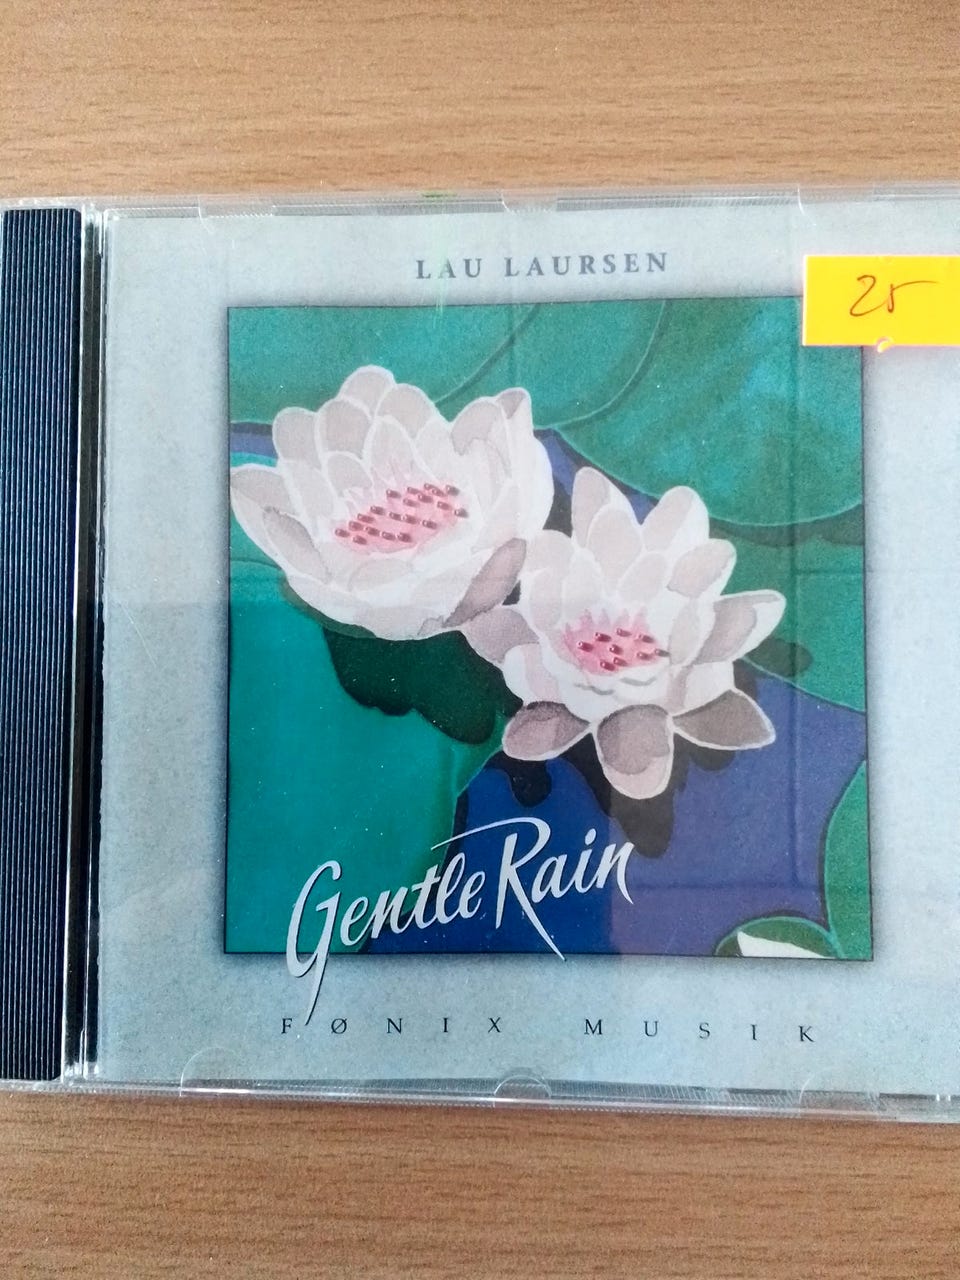 LAU LAURSEN
25
Gentle Rain
FØNIX MUSIK